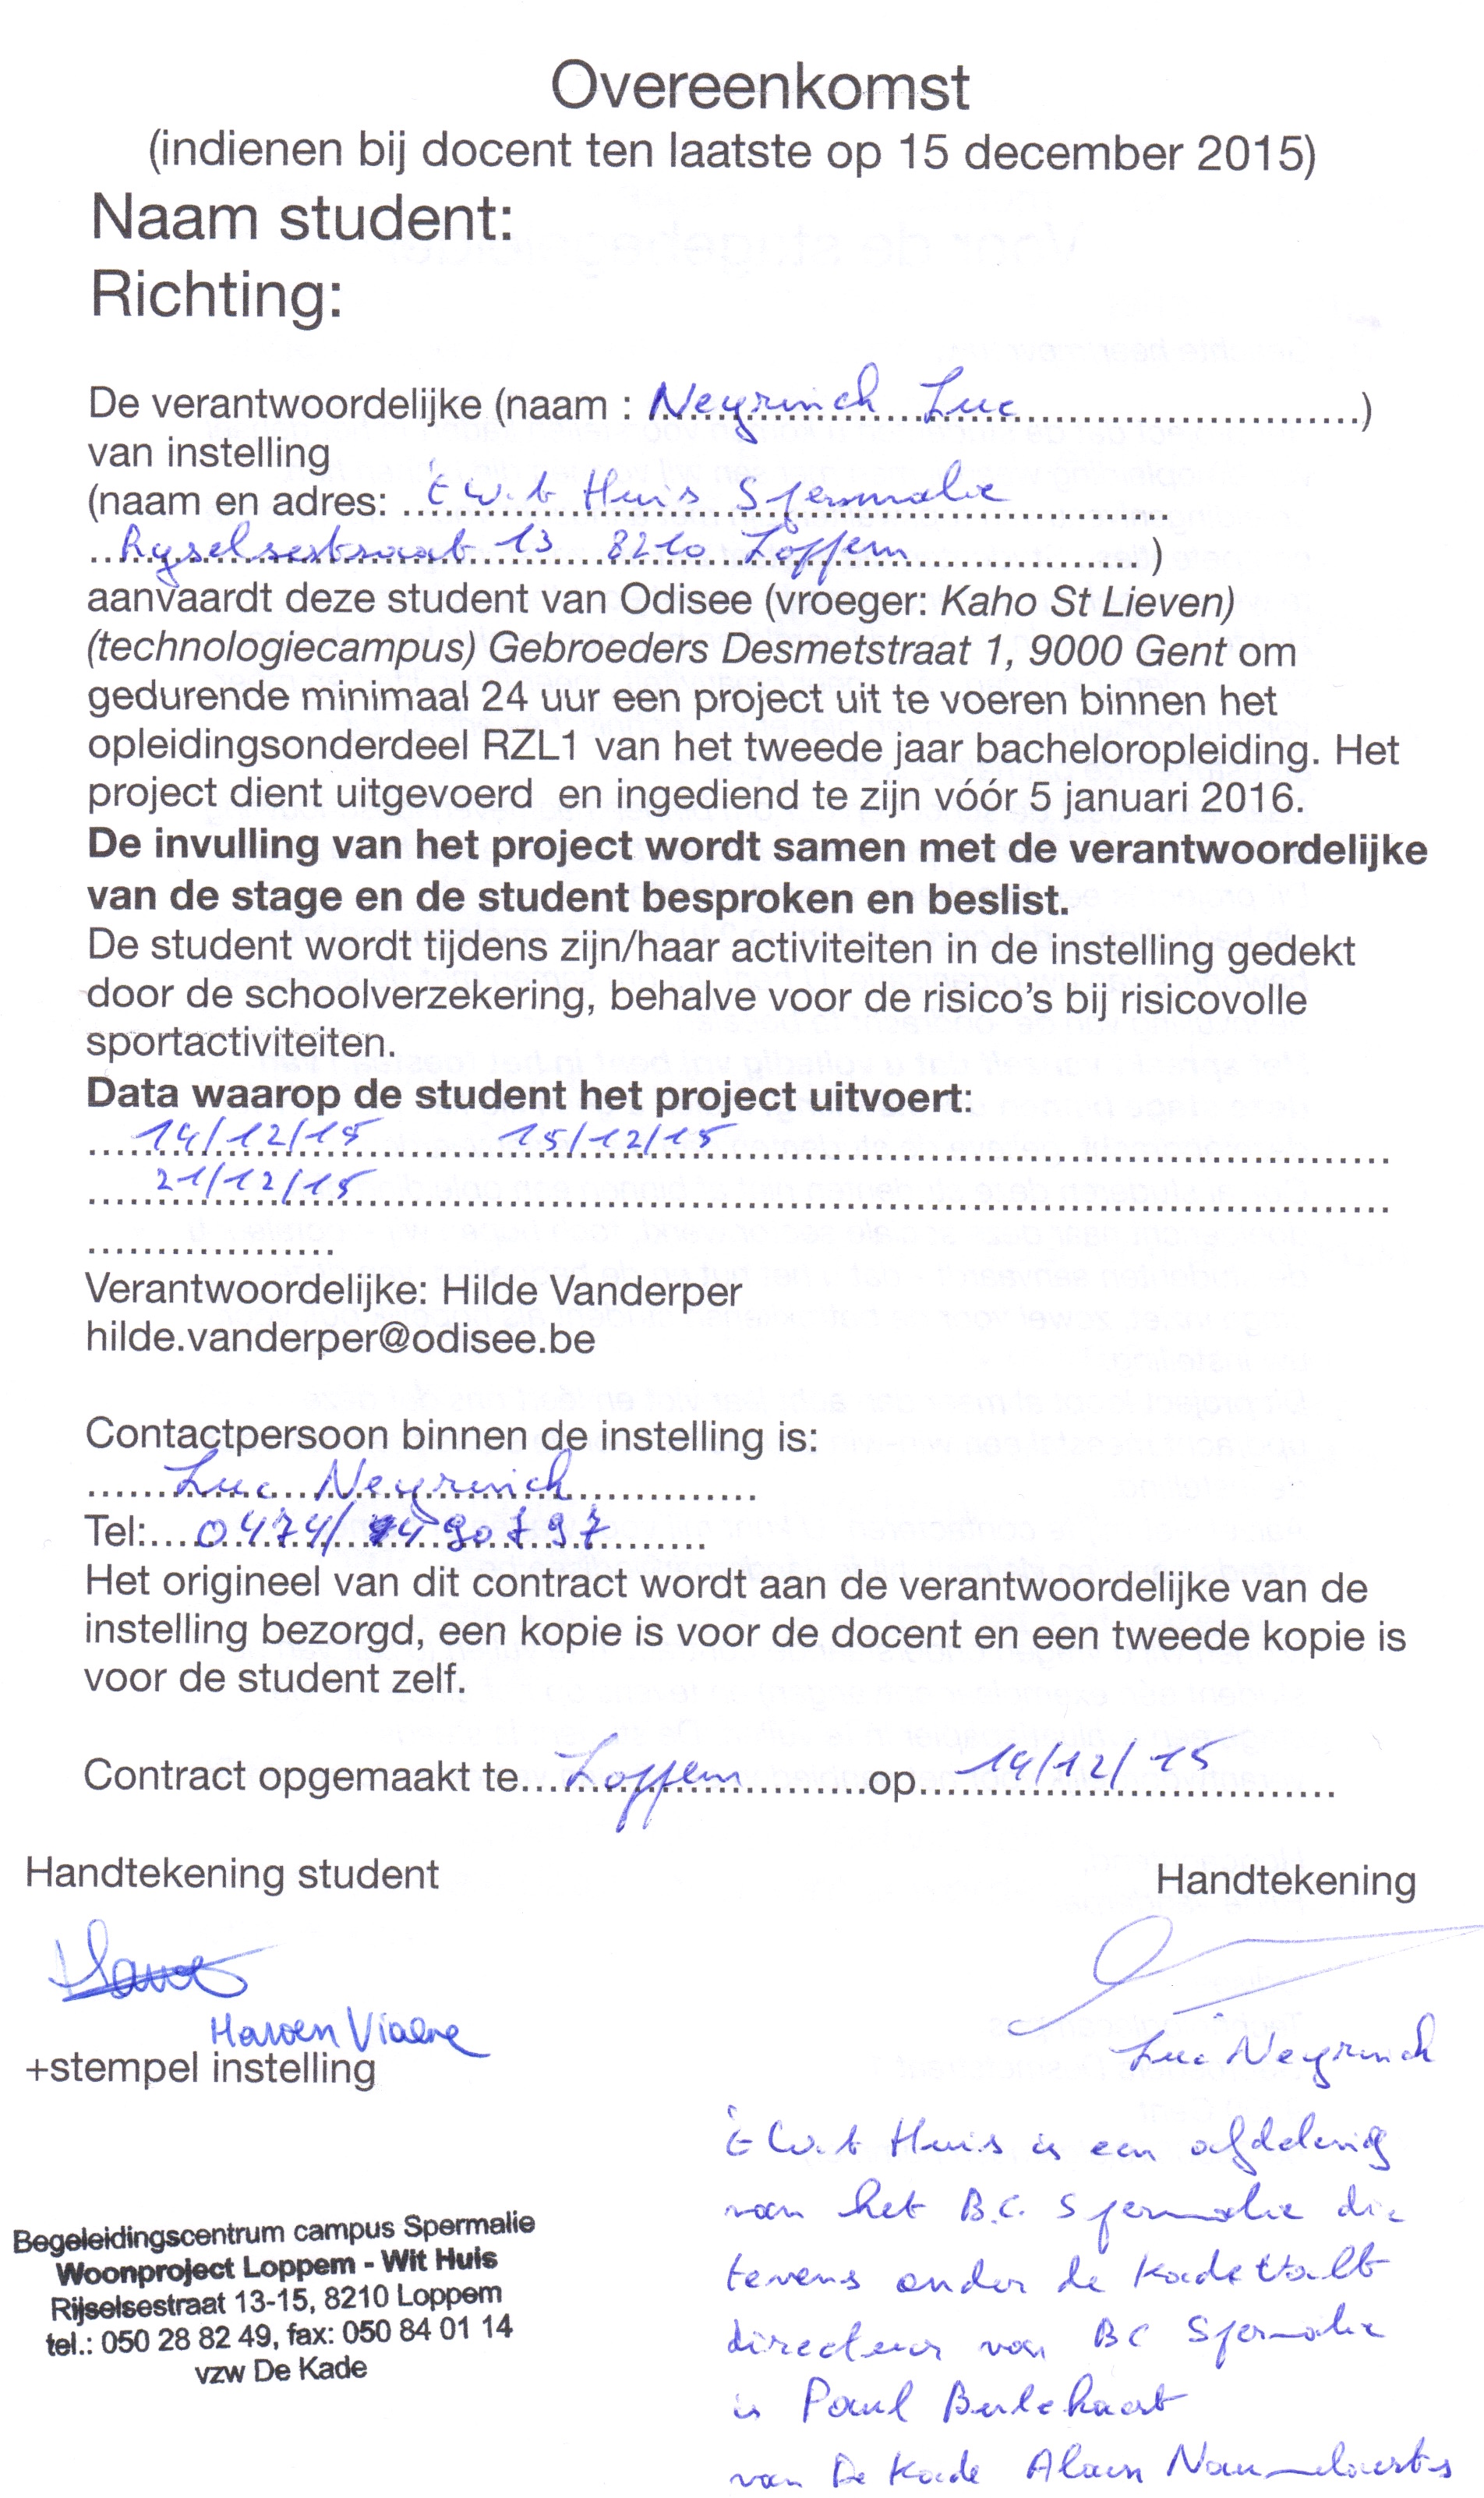 Overeenkomst
(indienen bij docent ten laatste op 15 december 2015)
Naam student:
Richting:
De verantwoordelijke (naam : Neyrinck Luc)
van instelling
(naam en adres: 't Wit Huis Spermalie
Ryselsestraat 13 8210 Loppem)
aanvaardt deze student van Odisee (vroeger: Kaho St Lieven)
(technologiecampus) Gebroeders Desmetstraat 1, 9000 Gent om
gedurende minimaal 24 uur een project uit te voeren binnen het
opleidingsonderdeel RZL1 van het tweede jaar bacheloropleiding. Het
project dient uitgevoerd en ingediend te zijn vóór 5 januari 2016.
De invulling van het project wordt samen met de verantwoordelijke
van de stage en de student besproken en beslist.
De student wordt tijdens zijn/haar activiteiten in de instelling gedekt
door de schoolverzekering, behalve voor de risico's bij risicovolle
sportactiviteiten.
Data waarop de student het project uitvoert:
14/12/15 15/12/15
21/12/15
Verantwoordelijke: Hilde Vanderper
hilde.vanderper@odisee.be
Contactpersoon binnen de instelling is:
Luc Neyrinck
Tel: 0474/
Het origineel van dit contract wordt aan de verantwoordelijke van de
instelling bezorgd, een kopie is voor de docent en een tweede kopie is
voor de student zelf.
Contract opgemaakt te Loppem op 14/12/15
Handtekening student
Handtekening
Viaene
+stempel instelling
Luc Neyrinck
't Wit Huis is een afdeling
van het B.C. Spermalie die
tevens onder de Kade valt
directeur van BC Spermalie
is Paul
van De Kade Alain
Begeleidingscentrum campus Spermalie
Woonproject Loppem - Wit Huis
Rijselsestraat 13-15, 8210 Loppem
tel.: 050 28 82 49, fax: 050 84 01 14
vzw De Kade